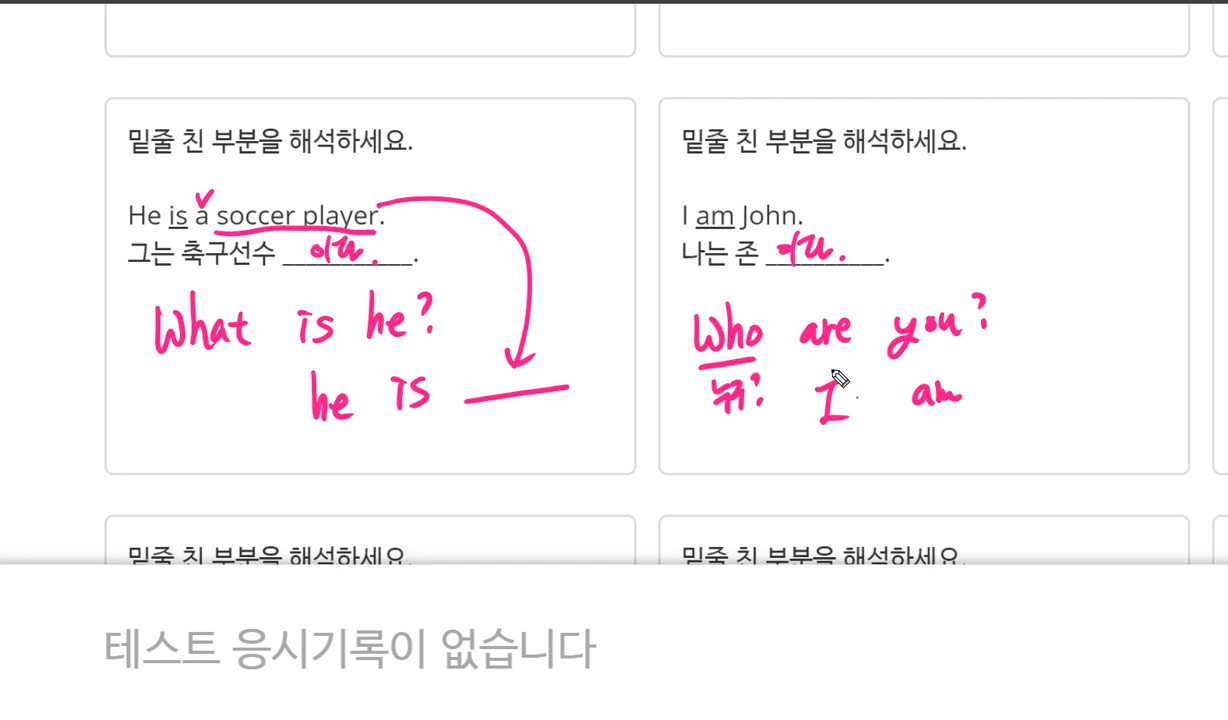 밑줄 친 부분을 해석하세요.
He is a soccer player.
그는 축구선수 이다.
What is he?
he is
밑줄 친 부분을 해석하세요.
I am John.
나는 존 이다.
Who are you?
누구? I am
밑줄 친 부분을 해석하세요.
밑줄 친 부분을 해석하세요.
테스트 응시기록이 없습니다